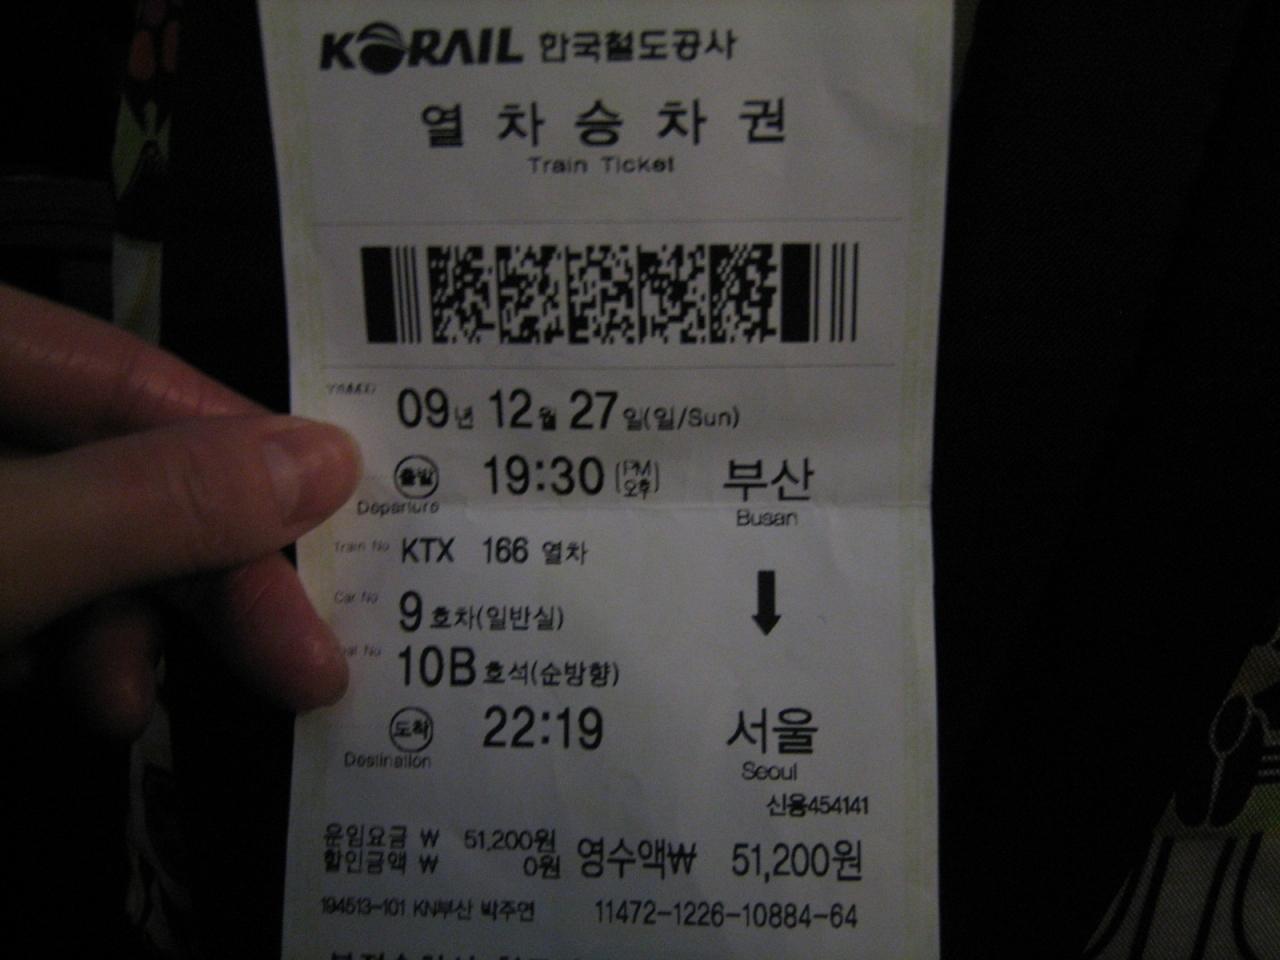 KORAIL 한국철도공사
열차승차권
Train Ticket
09년 12월 27일(일/Sun)
출발 19:30 (PM 오후) 부산
Departure Busan
Train No KTX 166 열차
Car No 9호차(일반실)
No 10B호석(순방향)
도착 22:19 서울
Destination Seoul
신용454141
운임요금 ₩ 51,200원
할인금액 ₩ 0원
영수액₩ 51,200원
194513-101 KN부산 박주연 11472-1226-10884-64